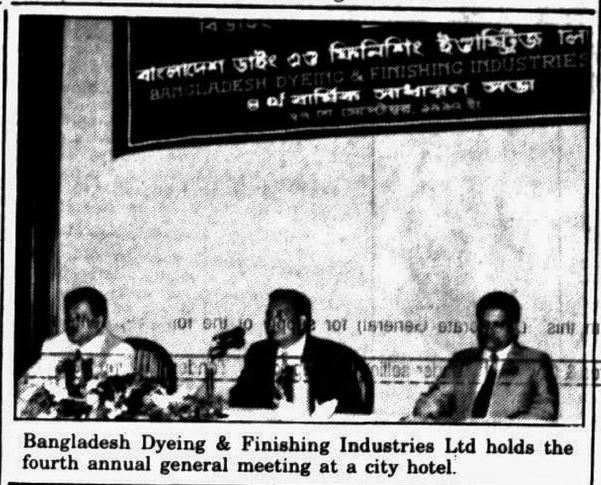 বাংলাদেশ ডাইং এণ্ড ফিনিশিং ইন্ডাষ্ট্রিজ লি
BANGLADESH DYEING & FINISHING INDUSTRIES
৪র্থ বার্ষিক সাধারণ সভা
Bangladesh Dyeing & Finishing Industries Ltd holds the
fourth annual general meeting at a city hotel.